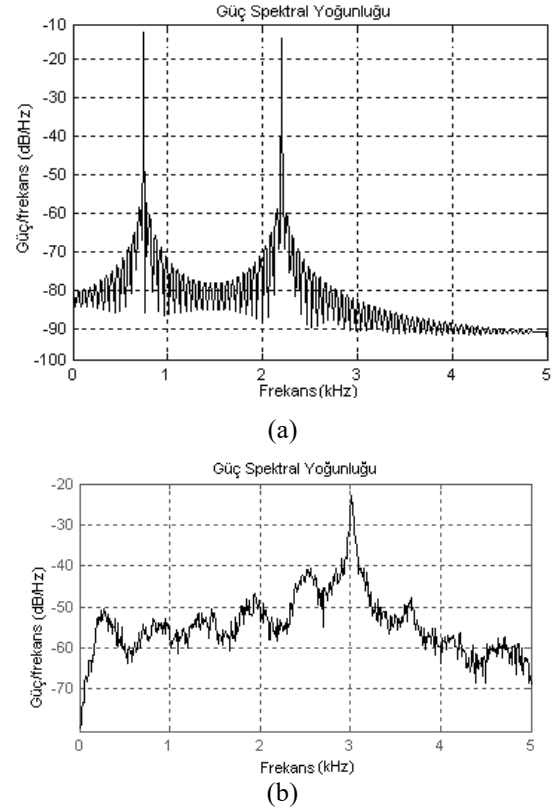 Güç Spektral Yoğunluğu
Güç/frekans (dB/Hz)
-10
-20
-30
-40
-50
-60
-70
-80
-90
-100
0 1 2 3 4 5
Frekans(kHz)
(a)
Güç Spektral Yoğunluğu
Güç/frekans (dB/Hz)
-20
-30
-40
-50
-60
-70
0 1 2 3 4 5
Frekans (kHz)
(b)